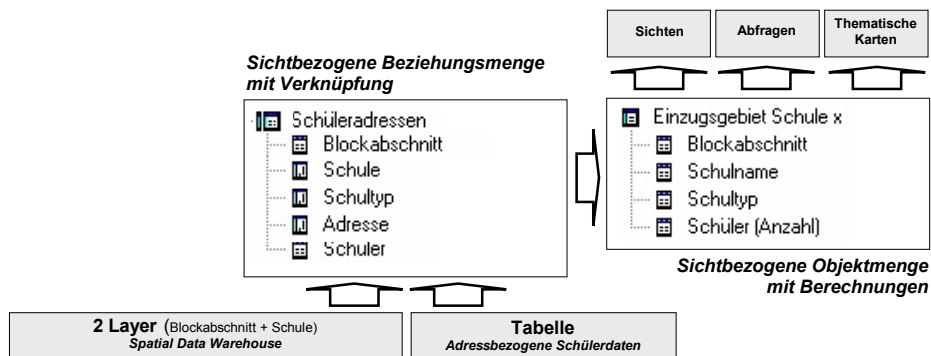 Sichten
Abfragen
Thematische
Karten
Sichtbezogene Beziehungsmenge
mit Verknüpfung
Schüleradressen
Blockabschnitt
Schule
Schultyp
Adresse
Schuler
Einzugsgebiet Schule x
Blockabschnitt
Schulname
Schultyp
Schüler (Anzahl)
Sichtbezogene Objektmenge
mit Berechnungen
2 Layer (Blockabschnitt + Schule)
Spatial Data Warehouse
Tabelle
Adressbezogene Schülerdaten